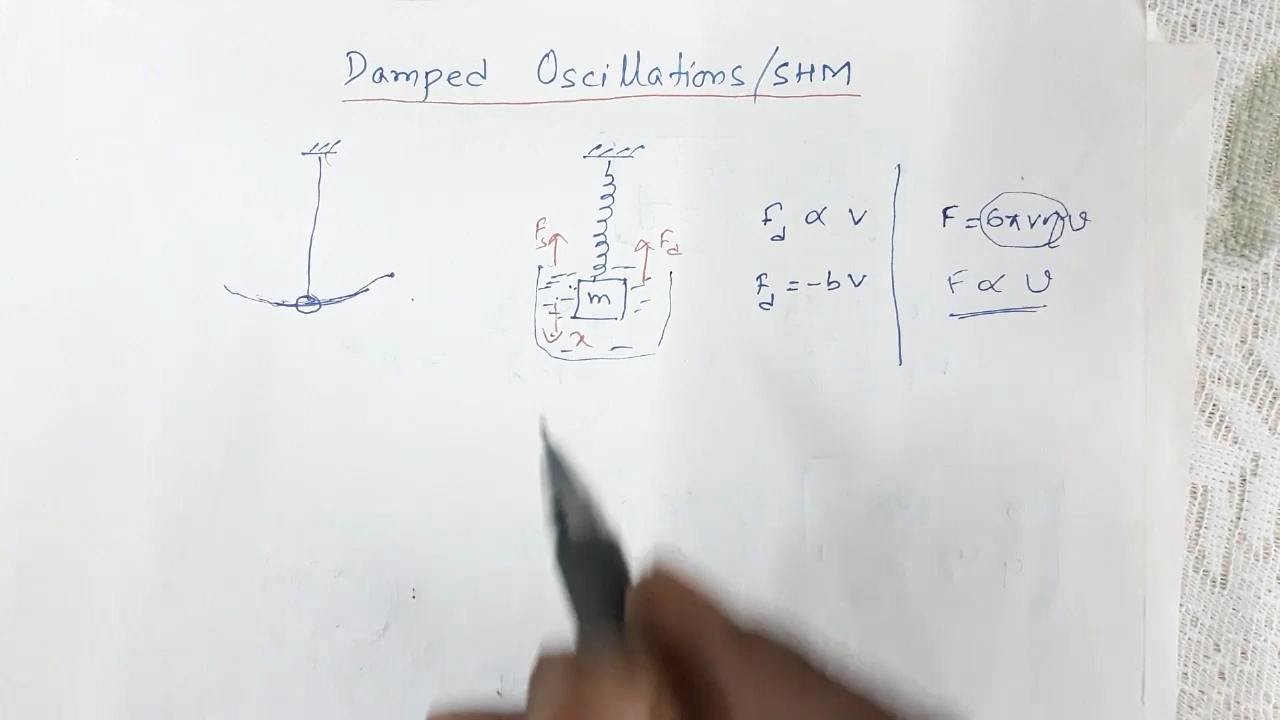 Damped Oscillations/SHM
Fs
Fd
m
x
Fd ∝ v
Fd = -bv
F = 6πrηv
F ∝ v